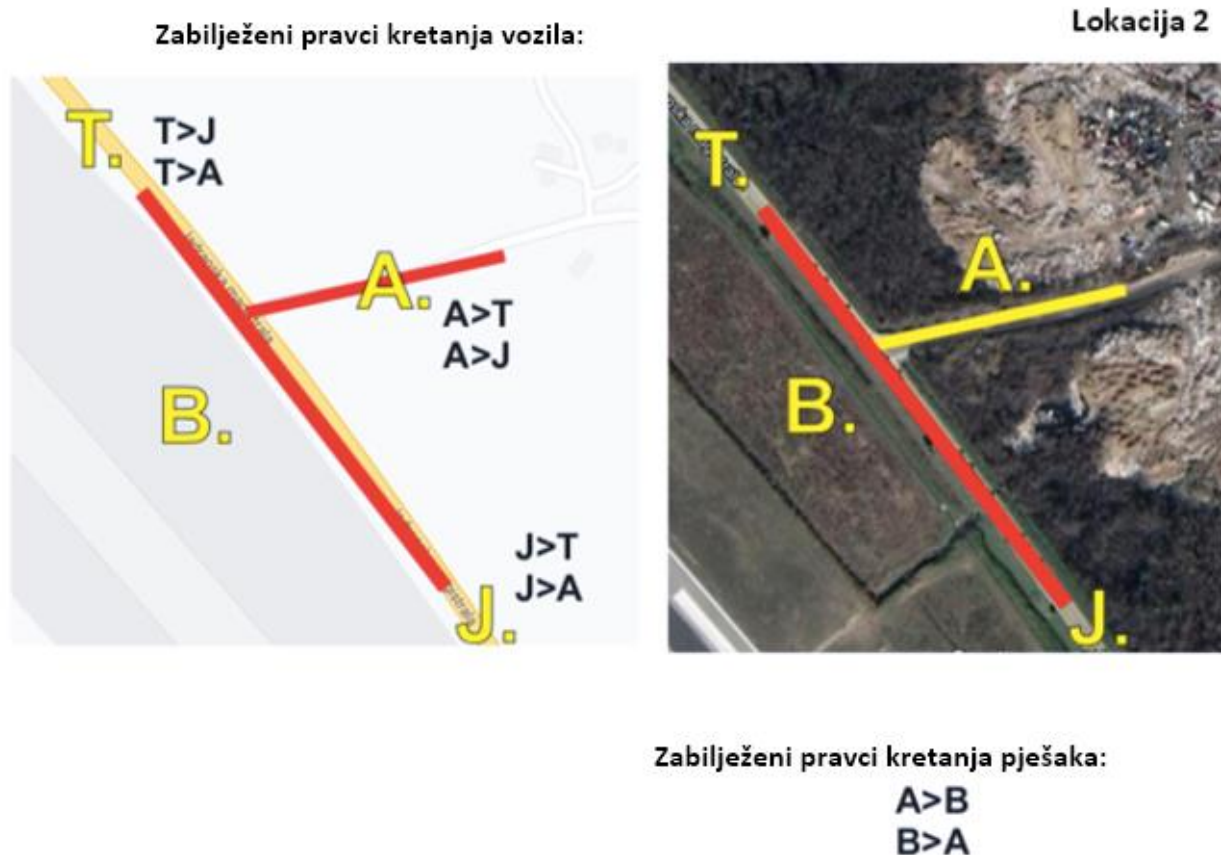 Lokacija 2
Zabilježeni pravci kretanja vozila:
T.
T>J
T>A
A.
A>T
A>J
B.
J>T
J>A
J.
T.
A.
B.
J.
Zabilježeni pravci kretanja pješaka:
A>B
B>A